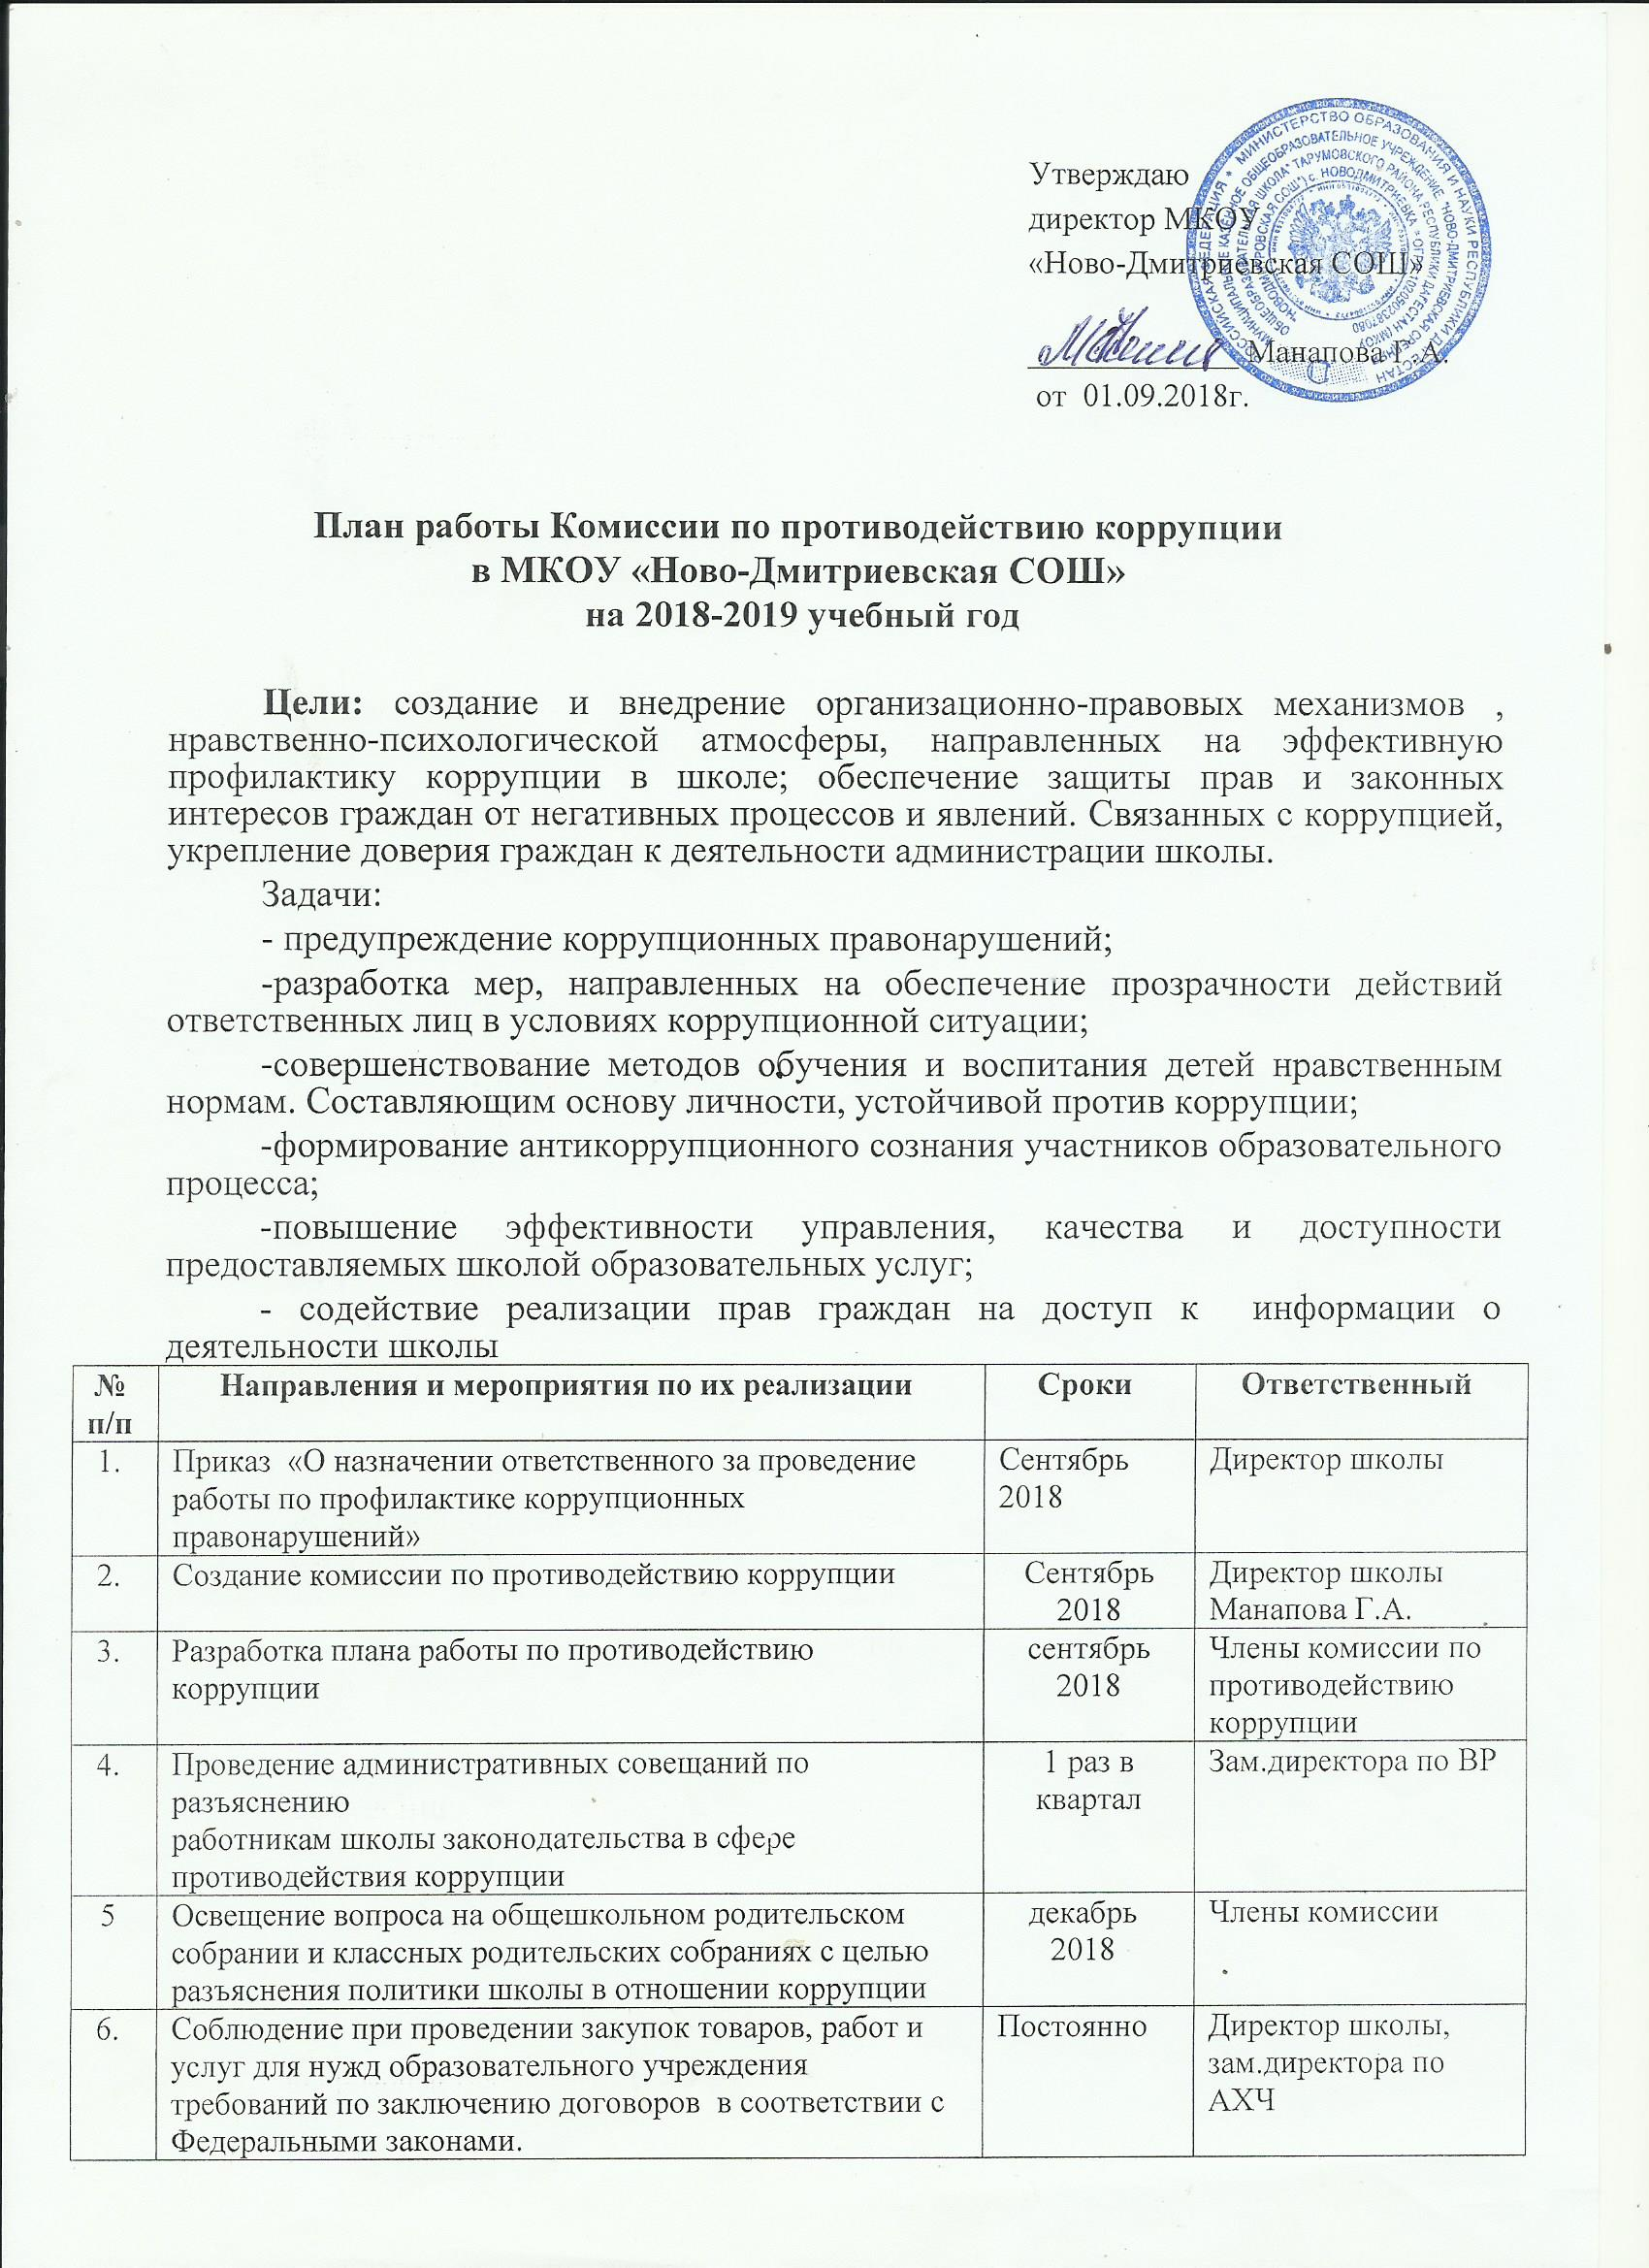 Утверждаю
директор МКОУ
«Ново-Дмитриевская СОШ»
Манапова Г.А.
от 01.09.2018г.
МИНИСТЕРСТВО ОБРАЗОВАНИЯ И НАУКИ РЕСПУБЛИКИ ДАГЕСТАН
План работы Комиссии по противодействию коррупции
в МКОУ «Ново-Дмитриевская СОШ»
на 2018-2019 учебный год
Цели: создание и внедрение организационно-правовых механизмов ,
нравственно-психологической атмосферы, направленных на эффективную
профилактику коррупции в школе; обеспечение защиты прав и законных
интересов граждан от негативных процессов и явлений. Связанных с коррупцией,
укрепление доверия граждан к деятельности администрации школы.
Задачи:
- предупреждение коррупционных правонарушений;
-разработка мер, направленных на обеспечение прозрачности действий
ответственных лиц в условиях коррупционной ситуации;
-совершенствование методов обучения и воспитания детей нравственным
нормам. Составляющим основу личности, устойчивой против коррупции;
-формирование антикоррупционного сознания участников образовательного
процесса;
-повышение эффективности управления, качества и доступности
предоставляемых школой образовательных услуг;
- содействие реализации прав граждан на доступ к информации о
деятельности школы
№ Направления и мероприятия по их реализации Сроки Ответственный
п/п
1. Приказ «О назначении ответственного за проведение Сентябрь Директор школы
работы по профилактике коррупционных 2018
правонарушений»
2. Создание комиссии по противодействию коррупции Сентябрь Директор школы
2018 Манапова Г.А.
3. Разработка плана работы по противодействию сентябрь Члены комиссии по
коррупции 2018 противодействию
коррупции
4. Проведение административных совещаний по 1 раз в Зам.директора по ВР
разъяснению квартал
работникам школы законодательства в сфере
противодействия коррупции
5 Освещение вопроса на общешкольном родительском декабрь Члены комиссии
собрании и классных родительских собраниях с целью 2018
разъяснения политики школы в отношении коррупции
6. Соблюдение при проведении закупок товаров, работ и Постоянно Директор школы,
услуг для нужд образовательного учреждения зам.директора по
требований по заключению договоров в соответствии с АХЧ
Федеральными законами.